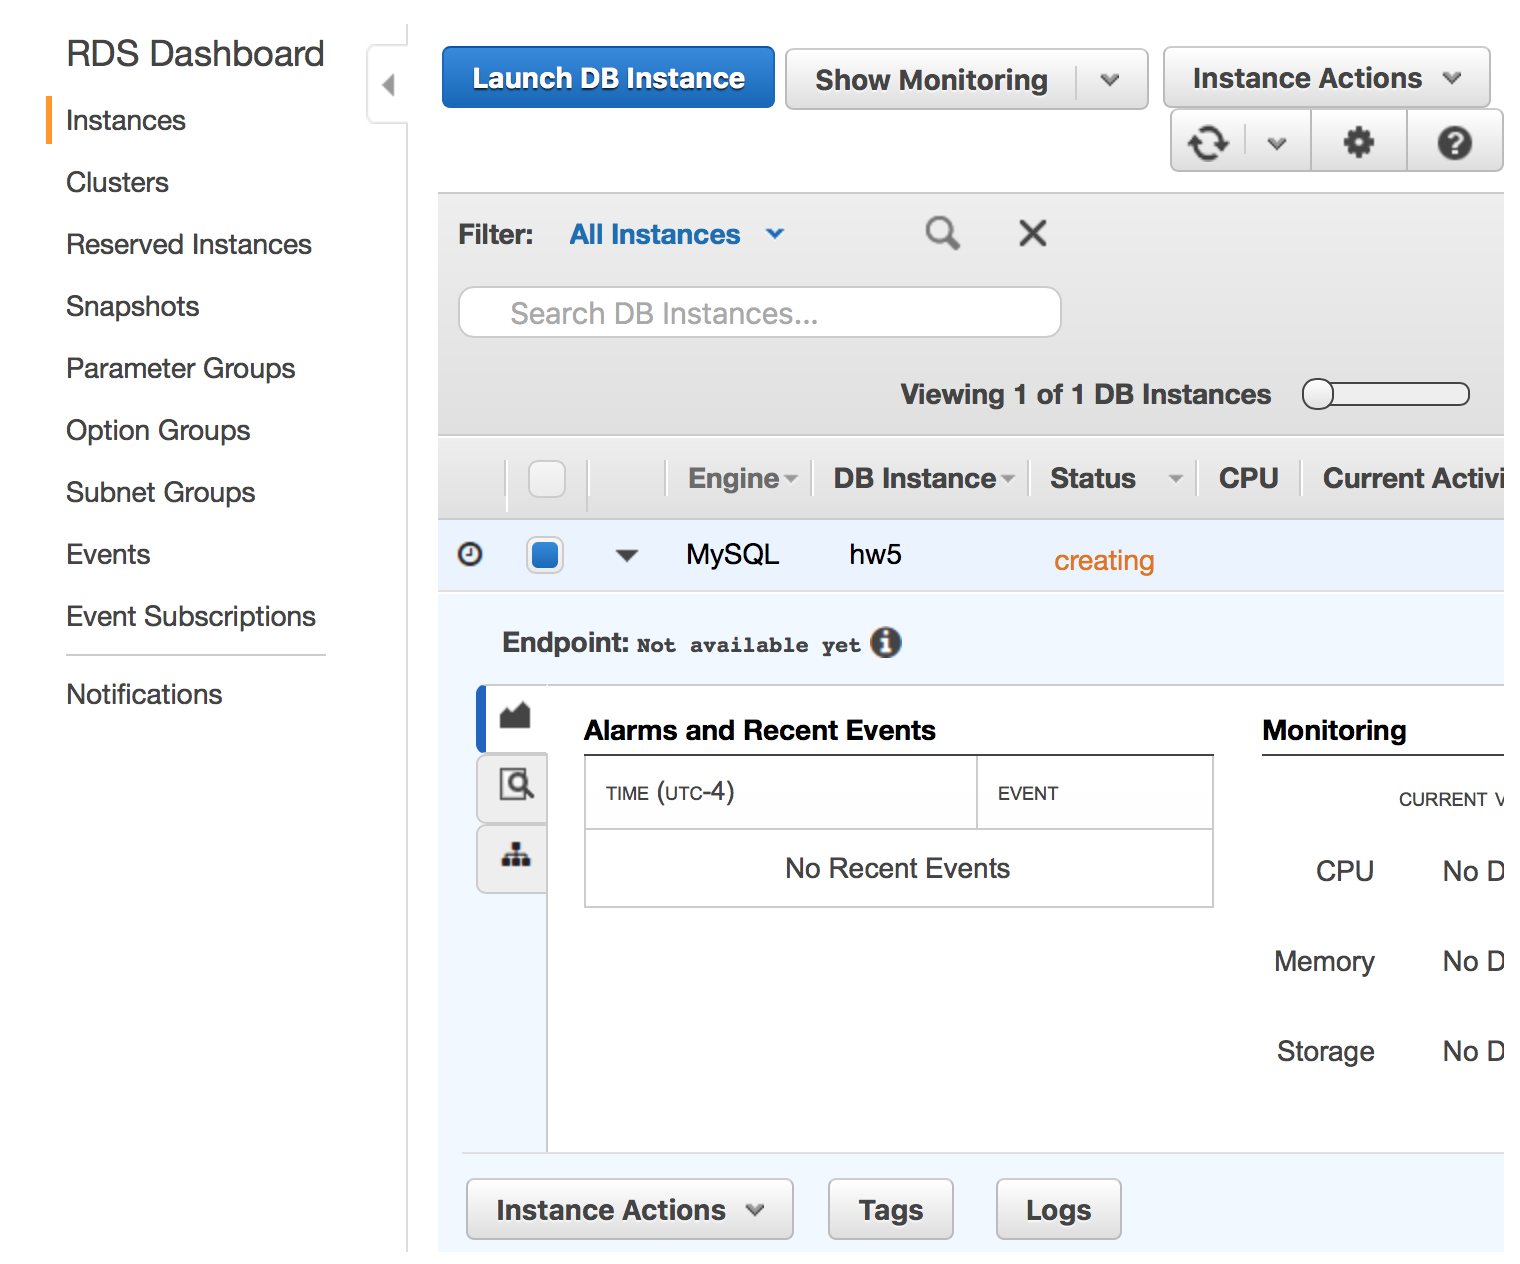 RDS Dashboard
Instances
Clusters
Reserved Instances
Snapshots
Parameter Groups
Option Groups
Subnet Groups
Events
Event Subscriptions
Notifications
Launch DB Instance
Show Monitoring
Instance Actions
Filter: All Instances
Search DB Instances...
Viewing 1 of 1 DB Instances
Engine DB Instance Status CPU Current Activi
MySQL hw5 creating
Endpoint: Not available yet
Alarms and Recent Events
TIME (UTC-4) EVENT
No Recent Events
Monitoring
CURRENT V
CPU No D
Memory No D
Storage No D
Instance Actions Tags Logs